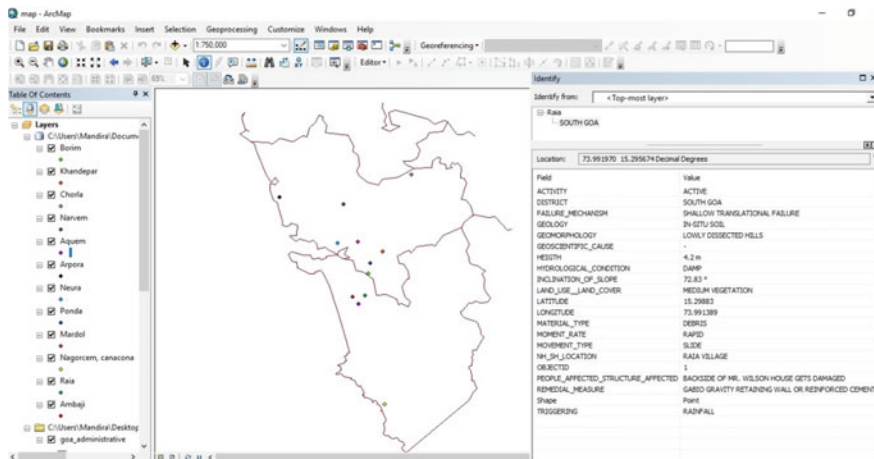 map - ArcMap
File Edit View Bookmarks Insert Selection Geoprocessing Customize Windows Help
1:750,000 Georeferencing
Editor
Table Of Contents
Layers
C:\Users\Mandira\Docume
Borim
Khandepar
Chorla
Narvem
Aquem
Arpora
Neura
Ponda
Mardol
Nagorcem, canacona
Raia
Ambaji
C:\Users\Mandira\Desktop
goa_administrative
Identify
Identify from: <Top-most layer>
Raia
SOUTH GOA
Location: 73.991970 15.295674 Decimal Degrees
Field Value
ACTIVITY ACTIVE
DISTRICT SOUTH GOA
FAILURE_MECHANISM SHALLOW TRANSLATIONAL FAILURE
GEOLOGY IN-SITU SOIL
GEOMORPHOLOGY LOWLY DISSECTED HILLS
GEOSCIENTIFIC_CAUSE -
HEIGTH 4.2 m
HYDROLOGICAL_CONDITION DAMP
INCLINATION_OF_SLOPE 72.83 °
LAND_USE__LAND_COVER MEDIUM VEGETATION
LATITUDE 15.29883
LONGITUDE 73.991389
MATERIAL_TYPE DEBRIS
MOMENT_RATE RAPID
MOVEMENT_TYPE SLIDE
NH_SH_LOCATION RAIA VILLAGE
OBJECTID 1
PEOPLE_AFFECTED_STRUCTURE_AFFECTED BACKSIDE OF MR. WILSON HOUSE GETS DAMAGED
REMEDIAL_MEASURE GABIO GRAVITY RETAINING WALL OR REINFORCED CEMENT
Shape Point
TRIGGERING RAINFALL